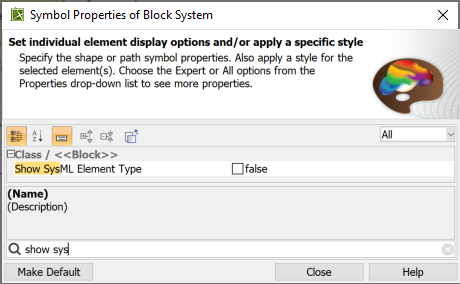 Symbol Properties of Block System
Set individual element display options and/or apply a specific style
Specify the shape or path symbol properties. Also apply a style for the
selected element(s). Choose the Expert or All options from the
Properties drop-down list to see more properties.
All
Class / <<Block>>
Show SysML Element Type false
(Name)
(Description)
show sys
Make Default Close Help